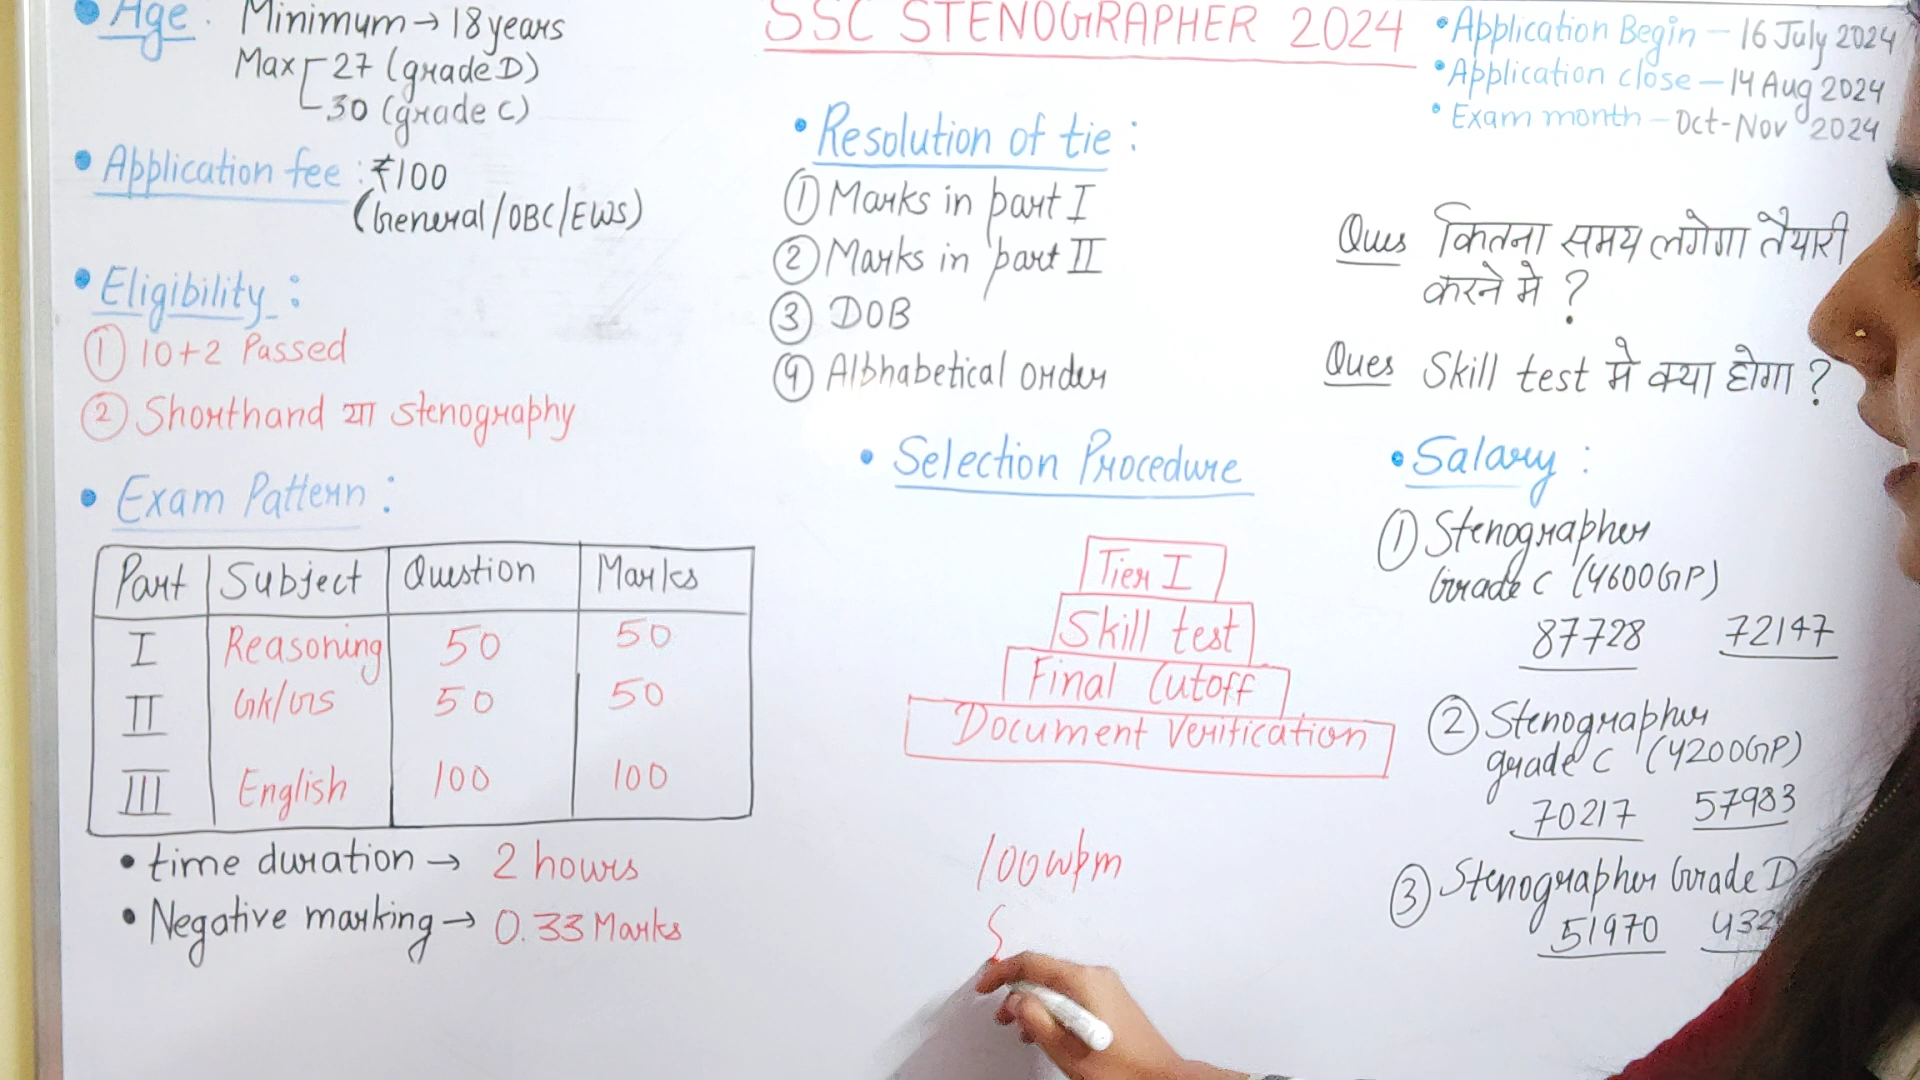 SSC STENOGRAPHER 2024
• Age : Minimum → 18 years
Max 27 (grade D)
30 (grade C)
• Application fee : ₹100
(General/OBC/EWS)
• Eligibility :
① 10+2 Passed
② Shorthand या stenography
• Exam Pattern :
Part Subject Question Marks
I Reasoning 50 50
II GK/GS 50 50
III English 100 100
• time duration → 2 hours
• Negative marking → 0.33 Marks
• Resolution of tie :
① Marks in part I
② Marks in part II
③ DOB
④ Alphabetical order
• Selection Procedure
Tier I
Skill test
Final Cutoff
Document Verification
100wpm
• Application Begin – 16 July 2024
• Application close – 14 Aug 2024
• Exam month – Oct-Nov 2024
Ques कितना समय लगेगा तैयारी
करने मे ?
Ques Skill test मे क्या होगा ?
• Salary :
① Stenographer
Grade C (4600GP)
87728 72147
② Stenographer
grade C (4200GP)
70217 57983
③ Stenographer Grade D
51970 432